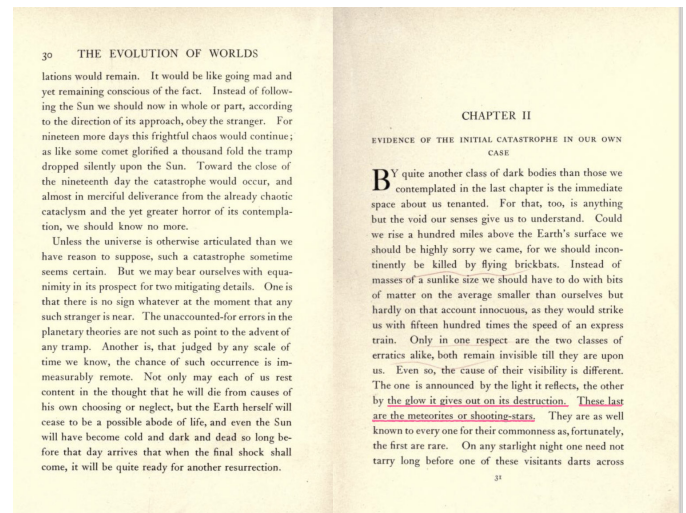 30 THE EVOLUTION OF WORLDS
lations would remain. It would be like going mad and
yet remaining conscious of the fact. Instead of follow-
ing the Sun we should now in whole or part, according
to the direction of its approach, obey the stranger. For
nineteen more days this frightful chaos would continue;
as like some comet glorified a thousand fold the tramp
dropped silently upon the Sun. Toward the close of
the nineteenth day the catastrophe would occur, and
almost in merciful deliverance from the already chaotic
cataclysm and the yet greater horror of its contempla-
tion, we should know no more.
Unless the universe is otherwise articulated than we
have reason to suppose, such a catastrophe sometime
seems certain. But we may bear ourselves with equa-
nimity in its prospect for two mitigating details. One is
that there is no sign whatever at the moment that any
such stranger is near. The unaccounted-for errors in the
planetary theories are not such as point to the advent of
any tramp. Another is, that judged by any scale of
time we know, the chance of such occurrence is im-
measurably remote. Not only may each of us rest
content in the thought that he will die from causes of
his own choosing or neglect, but the Earth herself will
cease to be a possible abode of life, and even the Sun
will have become cold and dark and dead so long be-
fore that day arrives that when the final shock shall
come, it will be quite ready for another resurrection.
CHAPTER II
EVIDENCE OF THE INITIAL CATASTROPHE IN OUR OWN
CASE
BY quite another class of dark bodies than those we
contemplated in the last chapter is the immediate
space about us tenanted. For that, too, is anything
but the void our senses give us to understand. Could
we rise a hundred miles above the Earth's surface we
should be highly sorry we came, for we should incon-
tinently be killed by flying brickbats. Instead of
masses of a sunlike size we should have to do with bits
of matter on the average smaller than ourselves but
hardly on that account innocuous, as they would strike
us with fifteen hundred times the speed of an express
train. Only in one respect are the two classes of
erratics alike, both remain invisible till they are upon
us. Even so, the cause of their visibility is different.
The one is announced by the light it reflects, the other
by the glow it gives out on its destruction. These last
are the meteorites or shooting-stars. They are as well
known to every one for their commonness as, fortunately,
the first are rare. On any starlight night one need not
tarry long before one of these visitants darts across
31